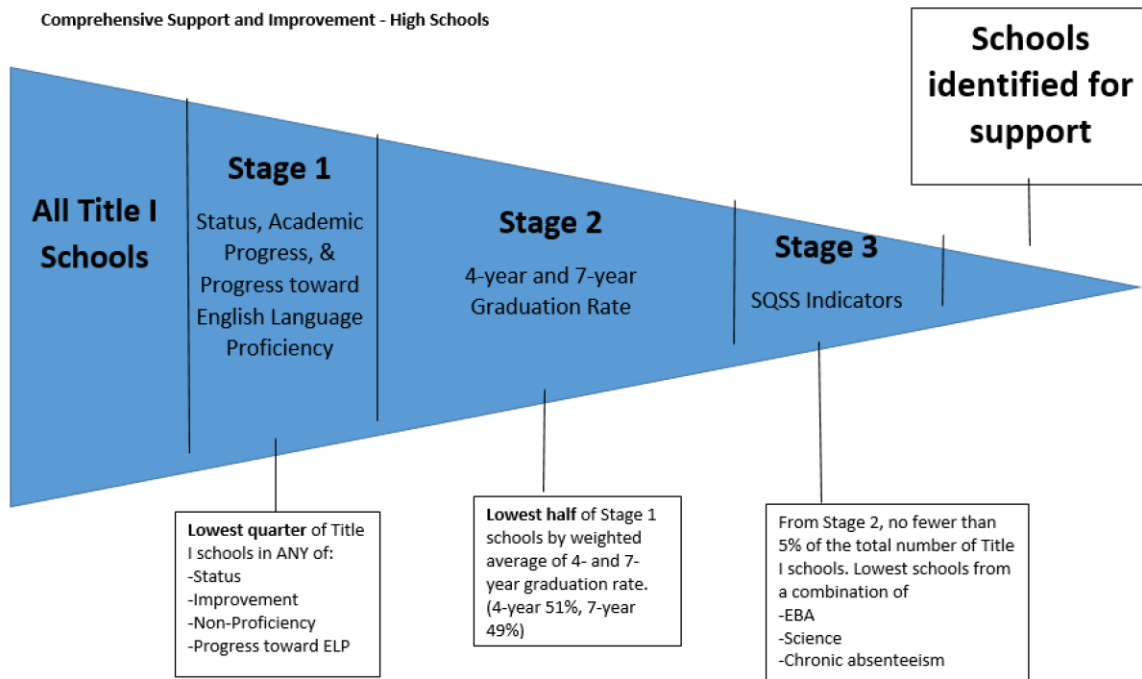 Comprehensive Support and Improvement - High Schools
Schools
identified for
support
All Title I
Schools
Stage 1
Status, Academic
Progress, &
Progress toward
English Language
Proficiency
Stage 2
4-year and 7-year
Graduation Rate
Stage 3
SQSS Indicators
Lowest quarter of Title
I schools in ANY of:
-Status
-Improvement
-Non-Proficiency
-Progress toward ELP
Lowest half of Stage 1
schools by weighted
average of 4- and 7-
year graduation rate.
(4-year 51%, 7-year
49%)
From Stage 2, no fewer than
5% of the total number of Title
I schools. Lowest schools from
a combination of
-EBA
-Science
-Chronic absenteeism